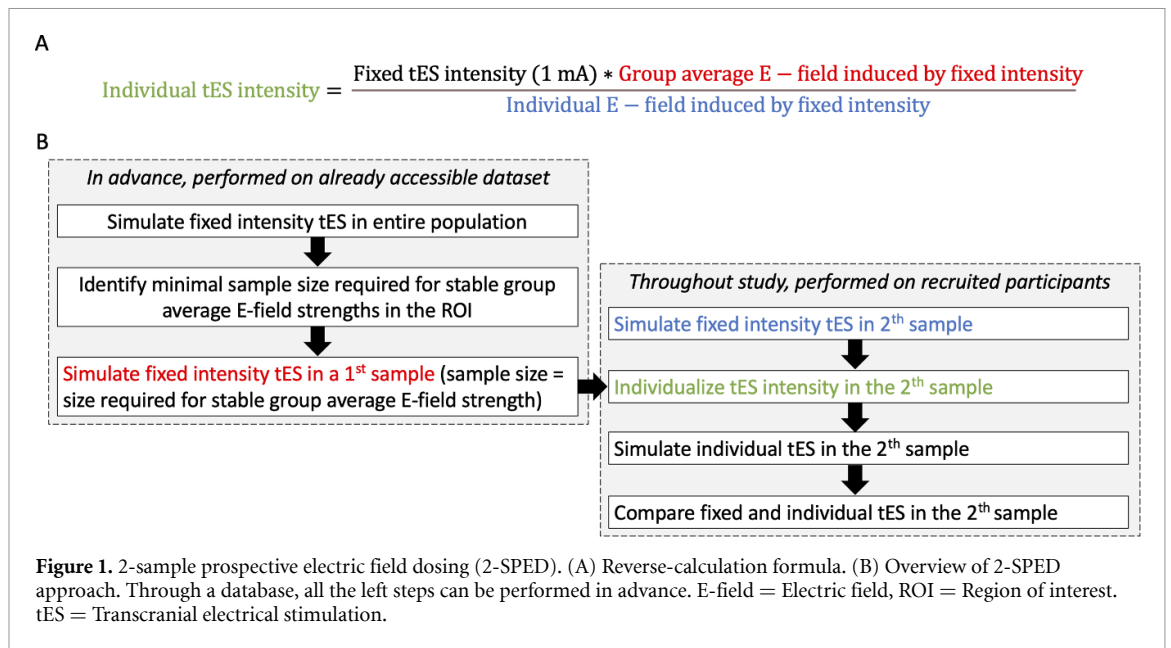 A
Individual tES intensity = Fixed tES intensity (1 mA) ∗ Group average E − field induced by fixed intensity
Individual E − field induced by fixed intensity
B
In advance, performed on already accessible dataset
Simulate fixed intensity tES in entire population
Identify minimal sample size required for stable group
average E-field strengths in the ROI
Simulate fixed intensity tES in a 1st sample (sample size =
size required for stable group average E-field strength)
Throughout study, performed on recruited participants
Simulate fixed intensity tES in 2th sample
Individualize tES intensity in the 2th sample
Simulate individual tES in the 2th sample
Compare fixed and individual tES in the 2th sample
Figure 1. 2-sample prospective electric field dosing (2-SPED). (A) Reverse-calculation formula. (B) Overview of 2-SPED
approach. Through a database, all the left steps can be performed in advance. E-field = Electric field, ROI = Region of interest.
tES = Transcranial electrical stimulation.